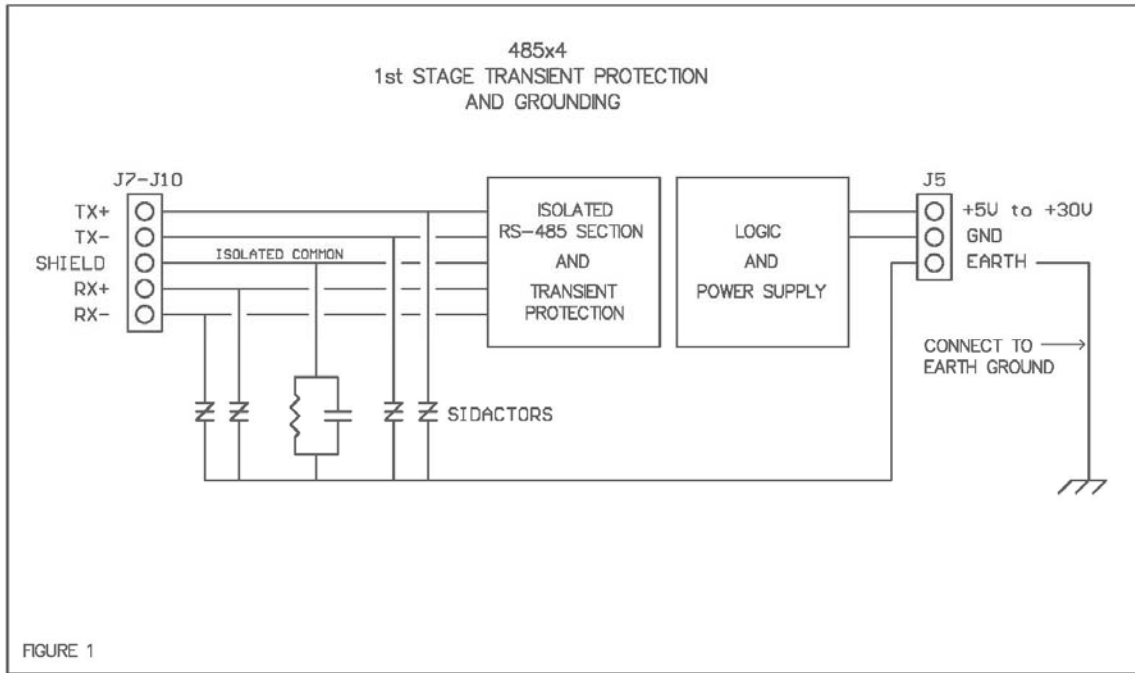 485x4
1st STAGE TRANSIENT PROTECTION
AND GROUNDING
J7-J10
TX+
TX-
SHIELD
RX+
RX-
ISOLATED COMMON
ISOLATED
RS-485 SECTION
AND
TRANSIENT
PROTECTION
LOGIC
AND
POWER SUPPLY
J5
+5V to +30V
GND
EARTH
CONNECT TO
EARTH GROUND
SIDACTORS
FIGURE 1